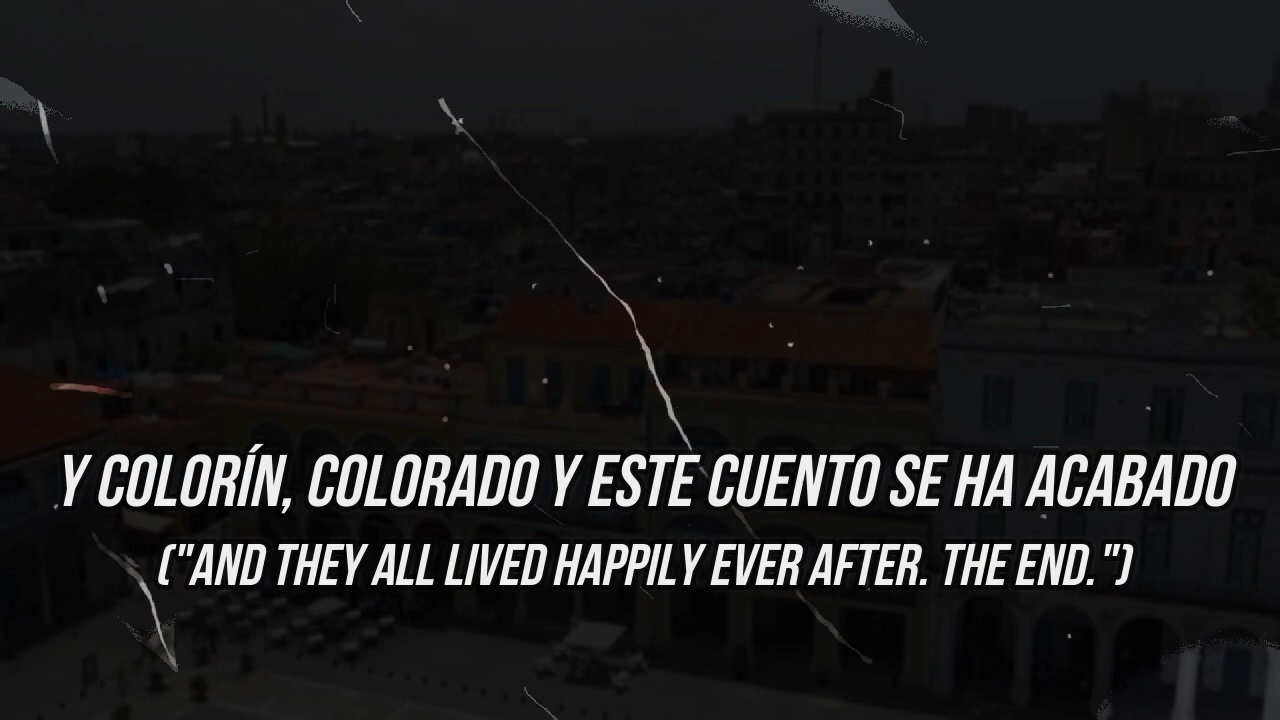 Y COLORÍN, COLORADO Y ESTE CUENTO SE HA ACABADO
("AND THEY ALL LIVED HAPPILY EVER AFTER. THE END.")